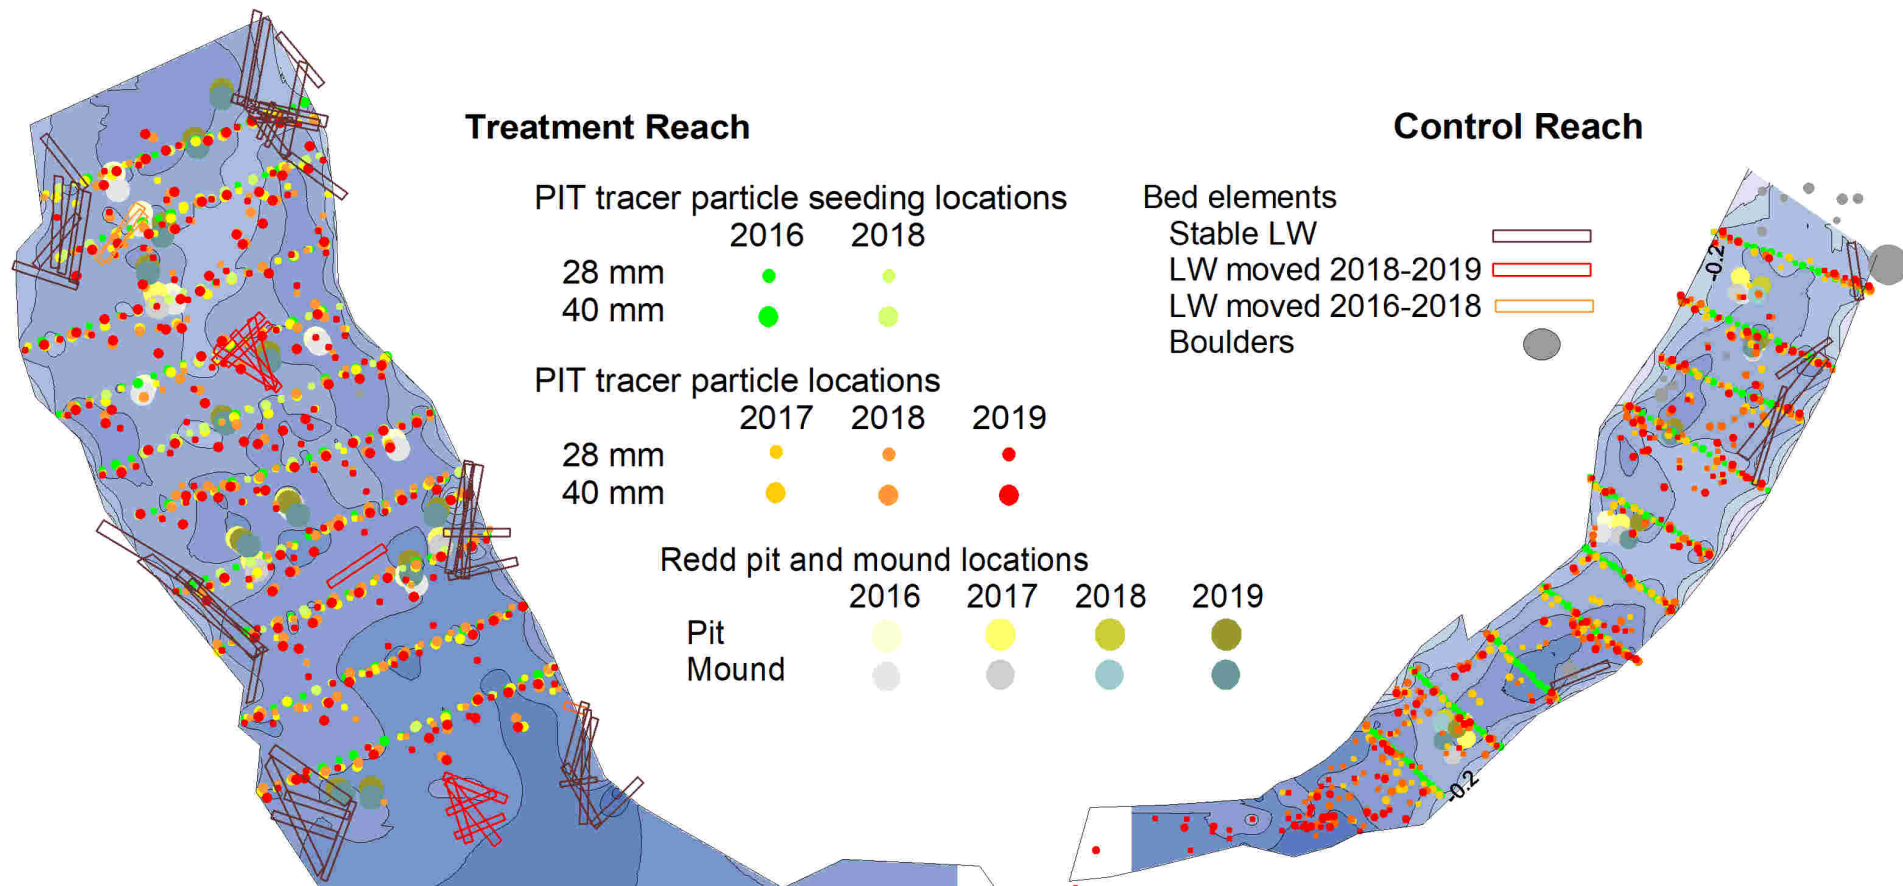 Treatment Reach
PIT tracer particle seeding locations
2016 2018
28 mm
40 mm
PIT tracer particle locations
2017 2018 2019
28 mm
40 mm
Redd pit and mound locations
2016 2017 2018 2019
Pit
Mound
Control Reach
Bed elements
Stable LW
LW moved 2018-2019
LW moved 2016-2018
Boulders
-0.2
-0.2